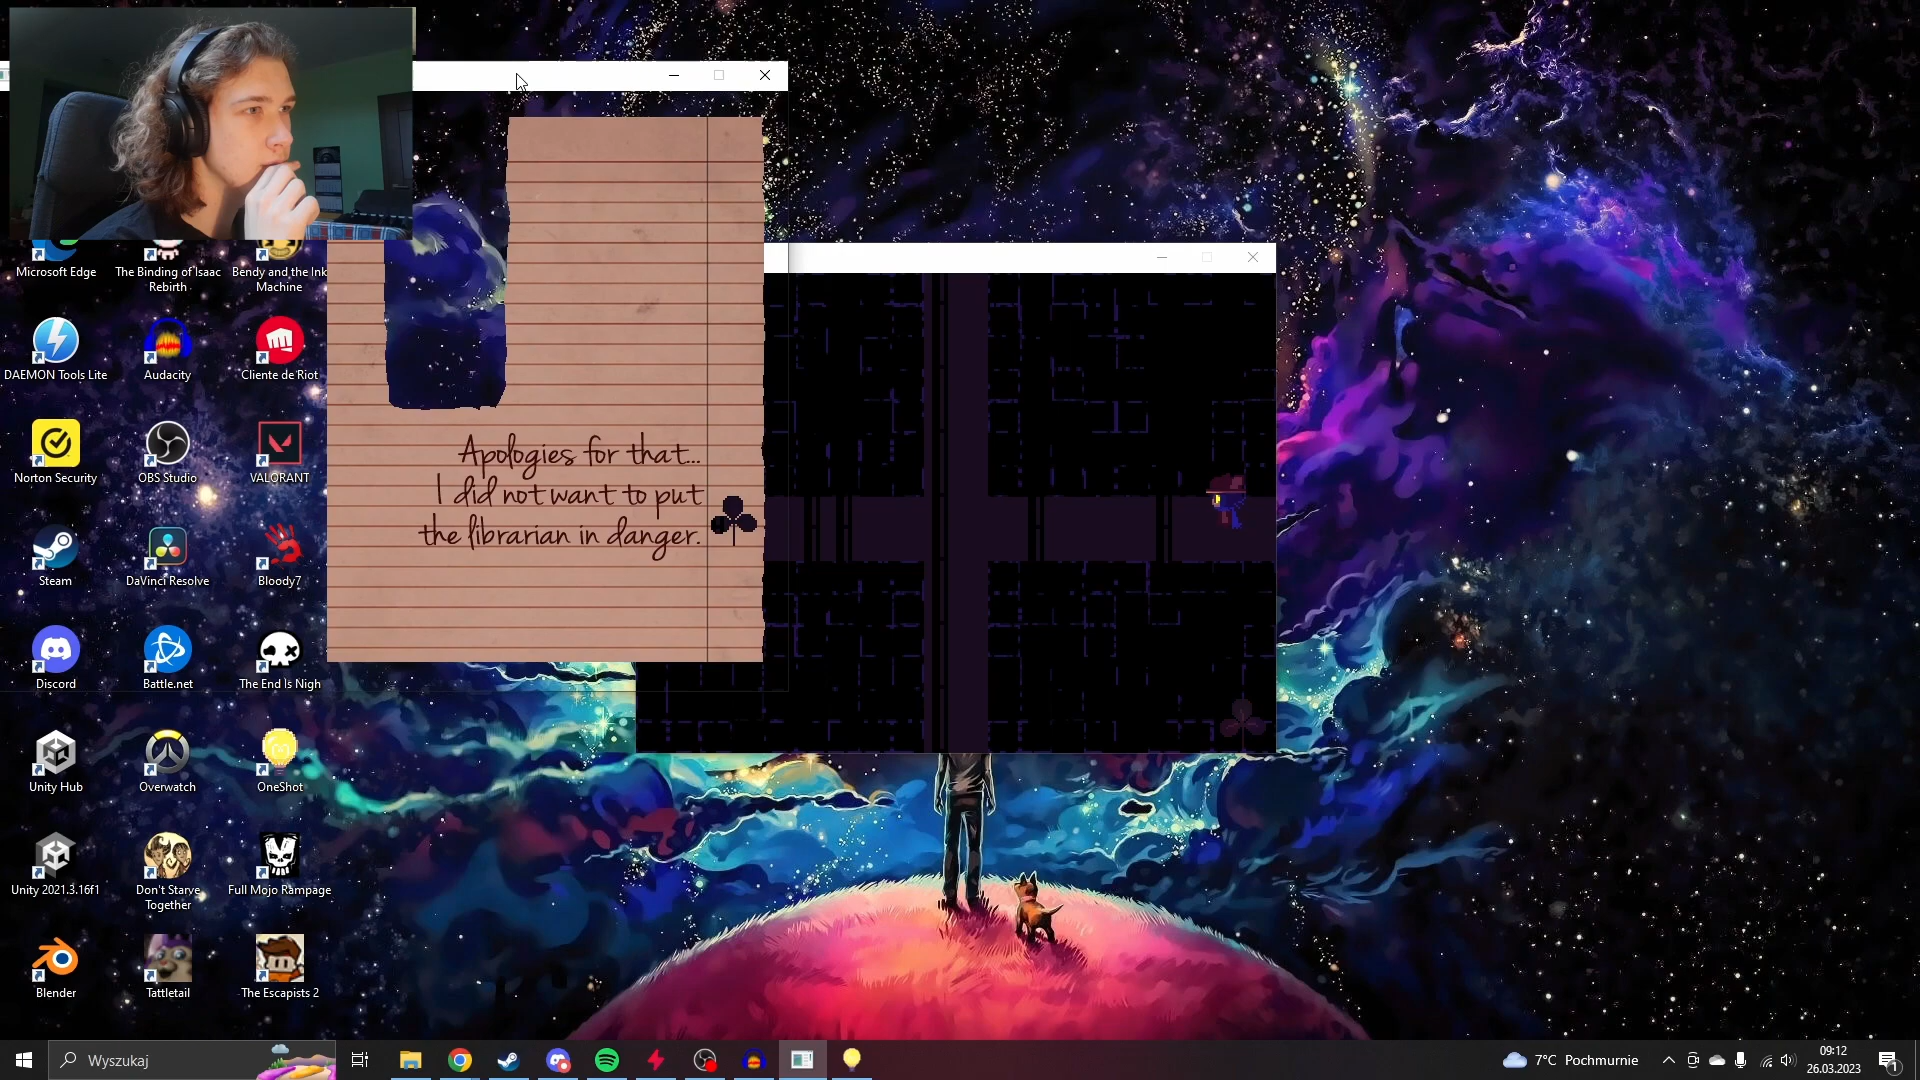 Apologies for that...
I did not want to put
the librarian in danger.
Microsoft Edge
The Binding of Isaac
Rebirth
Bendy and the Ink
Machine
DAEMON Tools Lite
Audacity
Cliente de Riot
Norton Security
OBS Studio
VALORANT
Steam
DaVinci Resolve
Bloody7
Discord
Battle.net
The End Is Nigh
Unity Hub
Overwatch
OneShot
Unity 2021.3.16f1
Don't Starve
Together
Full Mojo Rampage
Blender
Tattletail
The Escapists 2
Wyszukaj
7°C Pochmurnie
09:12
26.03.2023
1